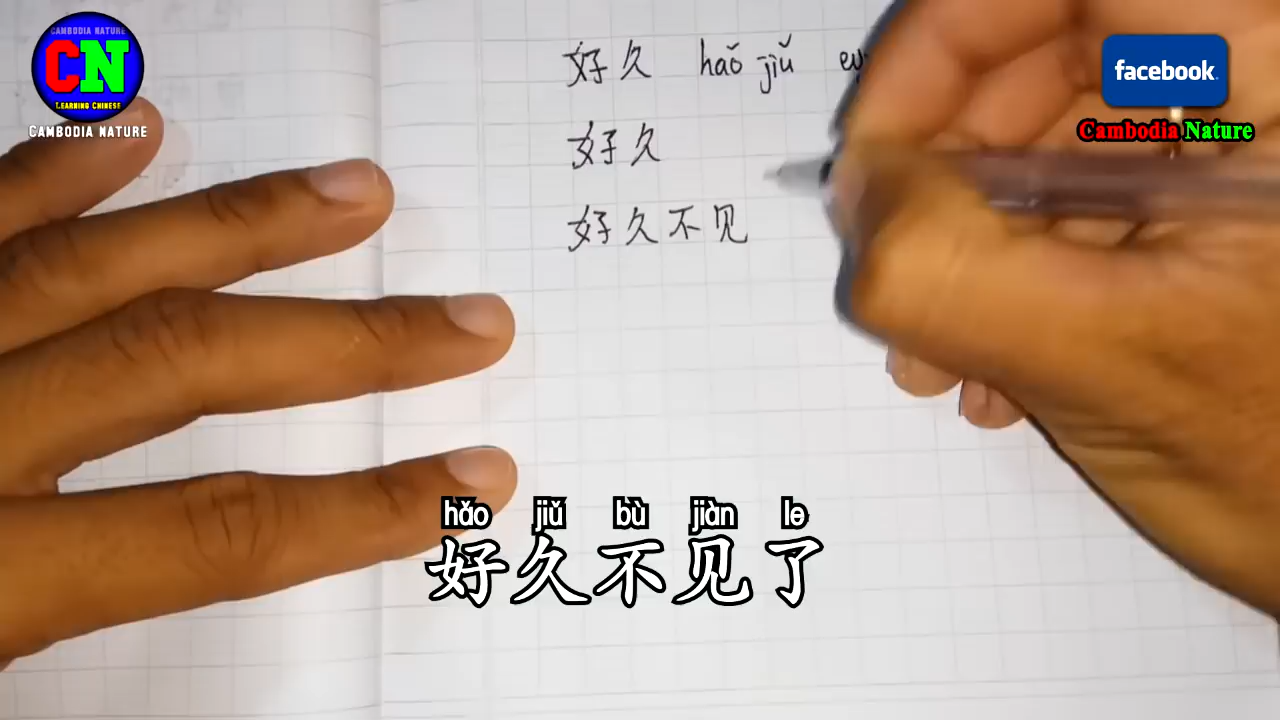 CAMBODIA NATURE
CN
LEARNING CHINESE
CAMBODIA NATURE
facebook
Cambodia Nature
好久 haǒ jiǔ
好久
好久不见
hǎo jiǔ bù jiàn le
好久不见了